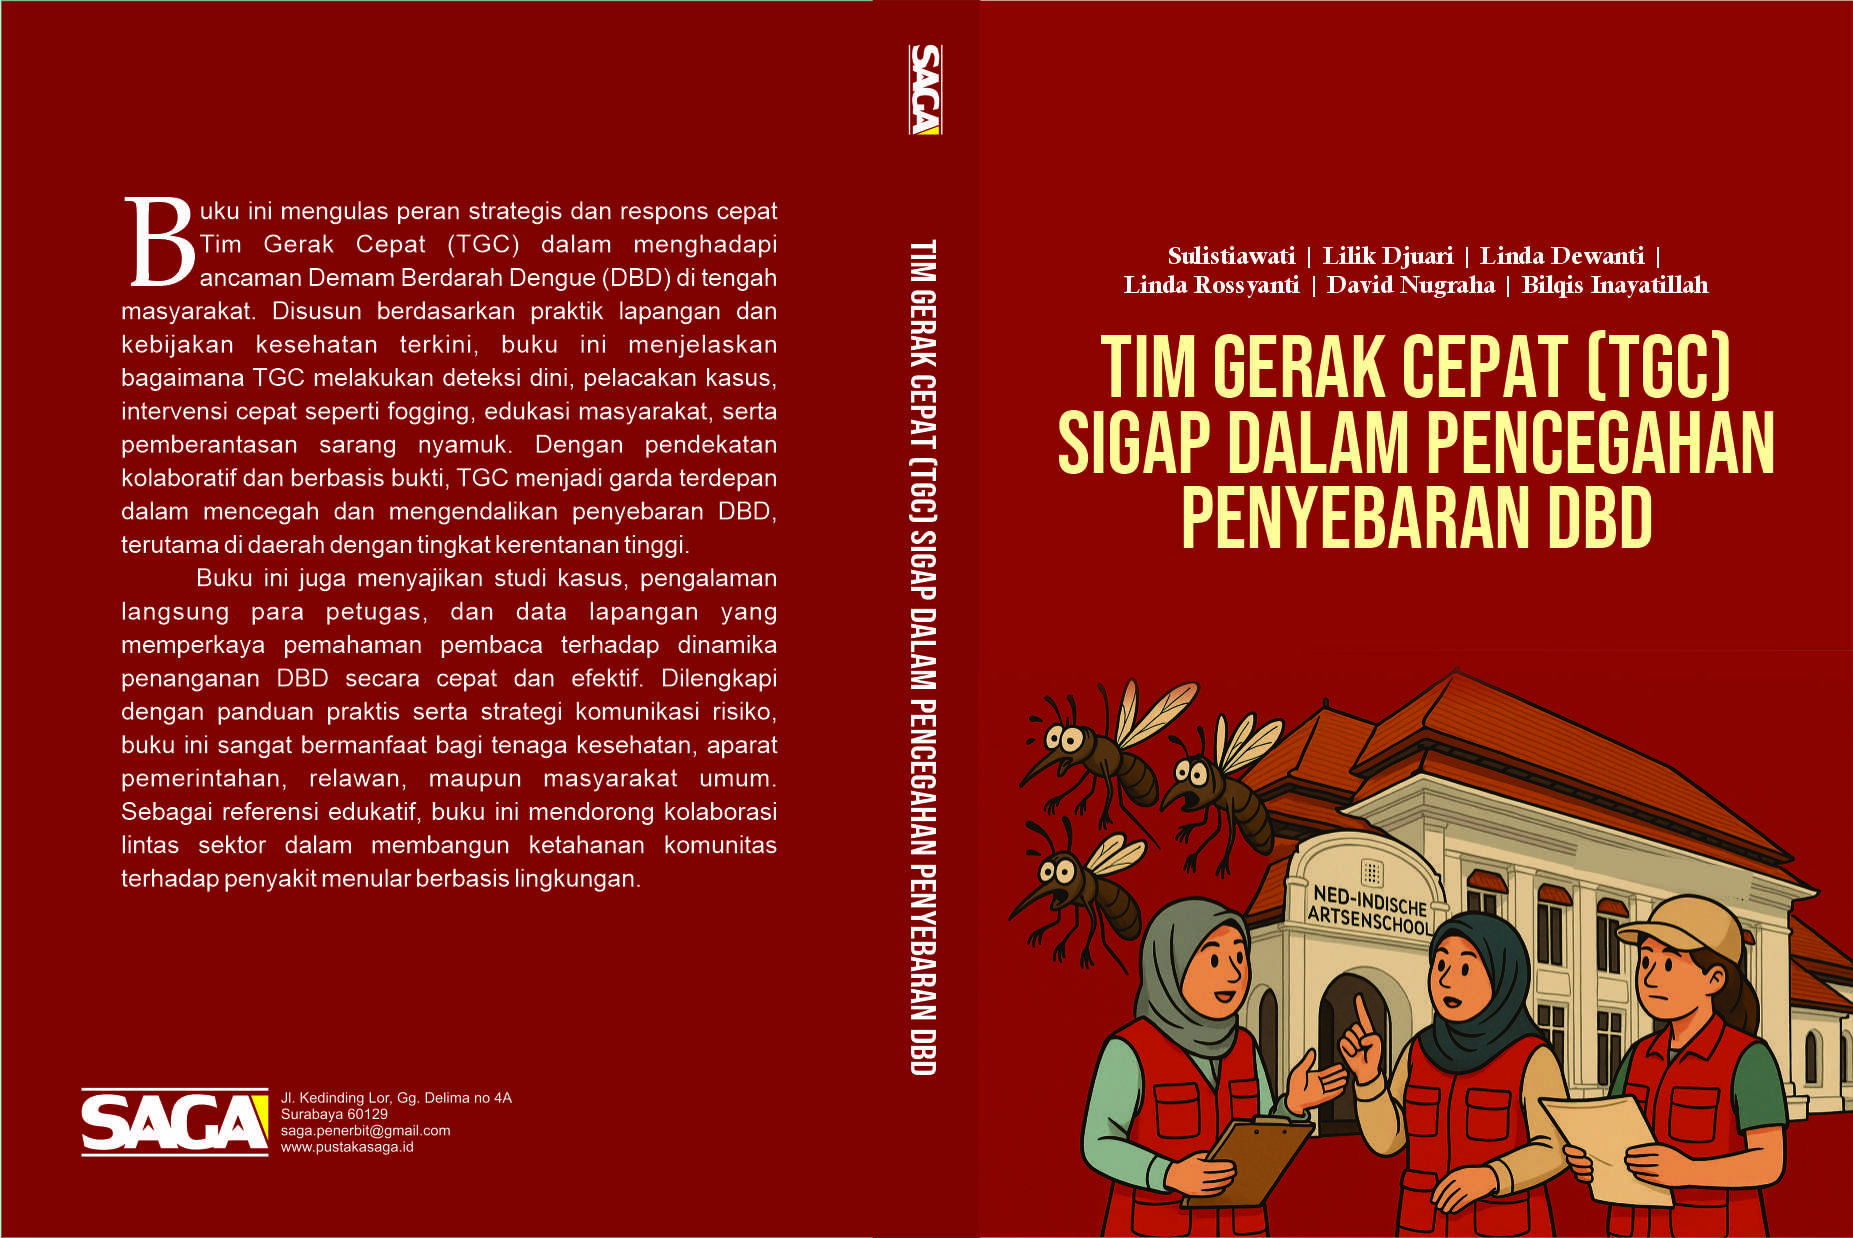 Buku ini mengulas peran strategis dan respons cepat
Tim Gerak Cepat (TGC) dalam menghadapi
ancaman Demam Berdarah Dengue (DBD) di tengah
masyarakat. Disusun berdasarkan praktik lapangan dan
kebijakan kesehatan terkini, buku ini menjelaskan
bagaimana TGC melakukan deteksi dini, pelacakan kasus,
intervensi cepat seperti fogging, edukasi masyarakat, serta
pemberantasan sarang nyamuk. Dengan pendekatan
kolaboratif dan berbasis bukti, TGC menjadi garda terdepan
dalam mencegah dan mengendalikan penyebaran DBD,
terutama di daerah dengan tingkat kerentanan tinggi.
Buku ini juga menyajikan studi kasus, pengalaman
langsung para petugas, dan data lapangan yang
memperkaya pemahaman pembaca terhadap dinamika
penanganan DBD secara cepat dan efektif. Dilengkapi
dengan panduan praktis serta strategi komunikasi risiko,
buku ini sangat bermanfaat bagi tenaga kesehatan, aparat
pemerintahan, relawan, maupun masyarakat umum.
Sebagai referensi edukatif, buku ini mendorong kolaborasi
lintas sektor dalam membangun ketahanan komunitas
terhadap penyakit menular berbasis lingkungan.
SAGA
Jl. Kedinding Lor, Gg. Delima no 4A
Surabaya 60129
saga.penerbit@gmail.com
www.pustakasaga.id
SAGA
TIM GERAK CEPAT (TGC) SIGAP DALAM PENCEGAHAN PENYEBARAN DBD
Sulistiawati | Lilik Djuari | Linda Dewanti |
Linda Rossyanti | David Nugraha | Bilqis Inayatillah
TIM GERAK CEPAT (TGC)
SIGAP DALAM PENCEGAHAN
PENYEBARAN DBD
NED-INDISCHE
ARTSENSCHOOL